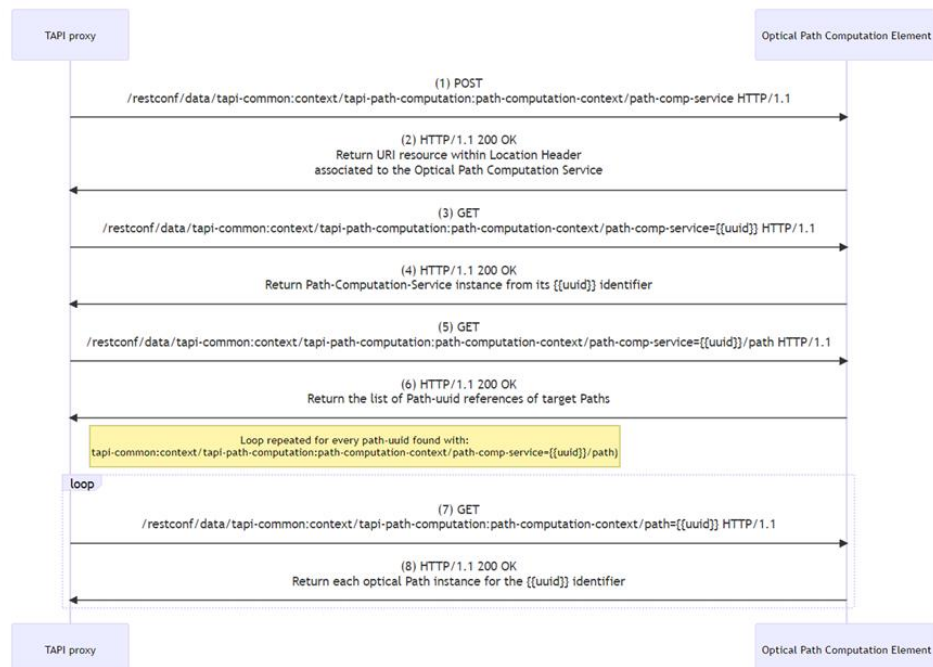 TAPI proxy
Optical Path Computation Element
(1) POST
/restconf/data/tapi-common:context/tapi-path-computation:path-computation-context/path-comp-service HTTP/1.1
(2) HTTP/1.1 200 OK
Return URI resource within Location Header
associated to the Optical Path Computation Service
(3) GET
/restconf/data/tapi-common:context/tapi-path-computation:path-computation-context/path-comp-service={{uuid}} HTTP/1.1
(4) HTTP/1.1 200 OK
Return Path-Computation-Service instance from its {{uuid}} identifier
(5) GET
/restconf/data/tapi-common:context/tapi-path-computation:path-computation-context/path-comp-service={{uuid}}/path HTTP/1.1
(6) HTTP/1.1 200 OK
Return the list of Path-uuid references of target Paths
Loop repeated for every path-uuid found with:
tapi-common:context/tapi-path-computation:path-computation-context/path-comp-service={{uuid}}/path)
loop
(7) GET
/restconf/data/tapi-common:context/tapi-path-computation:path-computation-context/path={{uuid}} HTTP/1.1
(8) HTTP/1.1 200 OK
Return each optical Path instance for the {{uuid}} identifier
TAPI proxy
Optical Path Computation Element